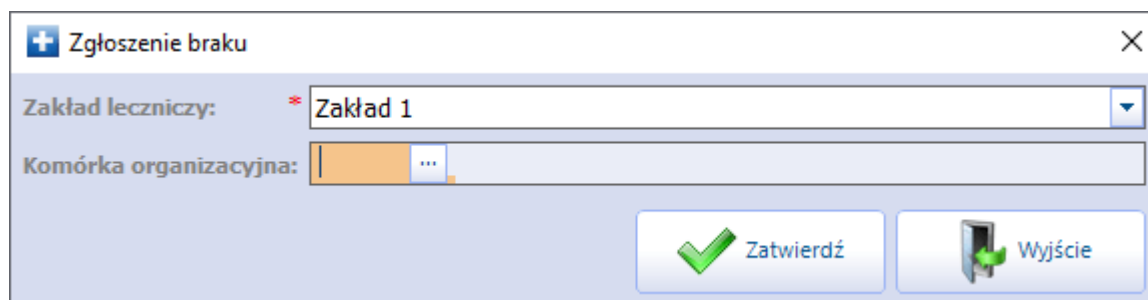 Zgłoszenie braku
Zakład leczniczy: * Zakład 1
Komórka organizacyjna: ...
Zatwierdź Wyjście